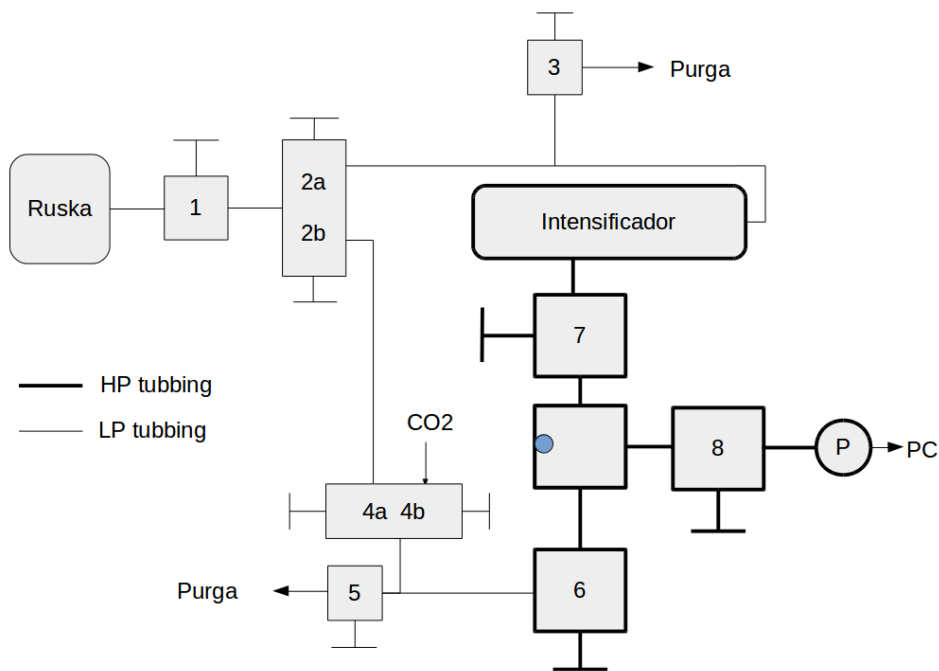 3
Purga
Ruska
1
2a
2b
Intensificador
7
HP tubbing
LP tubbing
CO2
8
P
PC
4a 4b
Purga
5
6